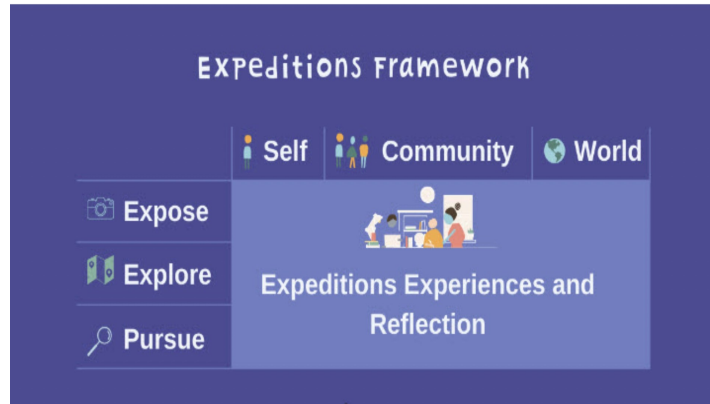 Expeditions Framework
Self Community World
Expose
Explore
Pursue
Expeditions Experiences and
Reflection